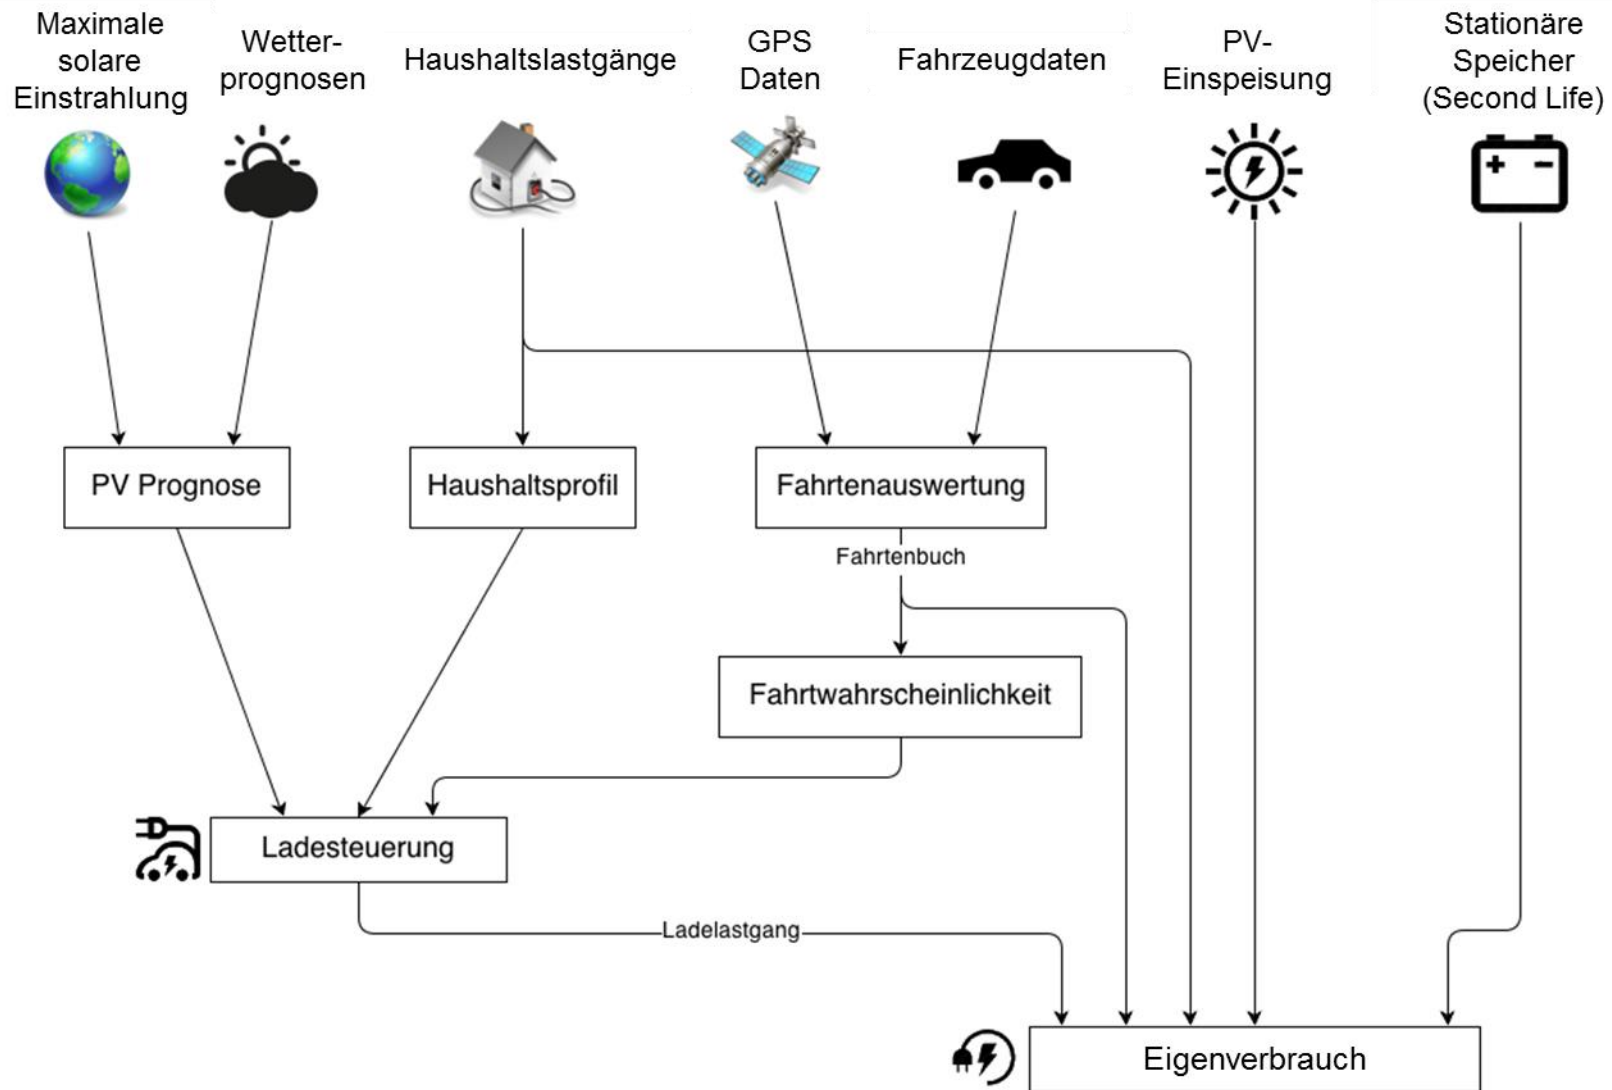 Maximale
solare
Einstrahlung
Wetter-
prognosen
Haushaltslastgänge
GPS
Daten
Fahrzeugdaten
PV-
Einspeisung
Stationäre
Speicher
(Second Life)
PV Prognose
Haushaltsprofil
Fahrtenauswertung
Fahrtenbuch
Fahrtwahrscheinlichkeit
Ladesteuerung
Ladelastgang
Eigenverbrauch